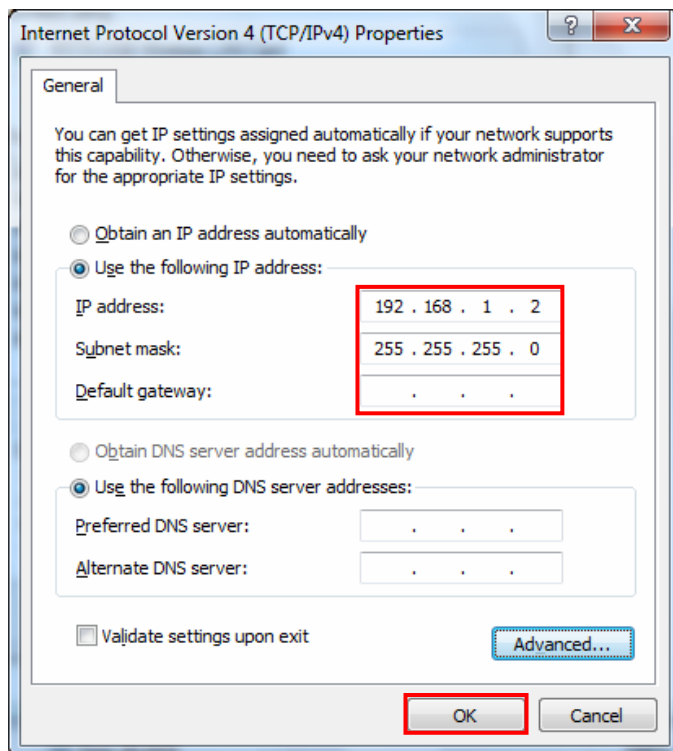 Internet Protocol Version 4 (TCP/IPv4) Properties
?
General
You can get IP settings assigned automatically if your network supports
this capability. Otherwise, you need to ask your network administrator
for the appropriate IP settings.
Obtain an IP address automatically
Use the following IP address:
IP address: 192 . 168 . 1 . 2
Subnet mask: 255 . 255 . 255 . 0
Default gateway: . . .
Obtain DNS server address automatically
Use the following DNS server addresses:
Preferred DNS server: . . .
Alternate DNS server: . . .
Validate settings upon exit
Advanced...
OK Cancel